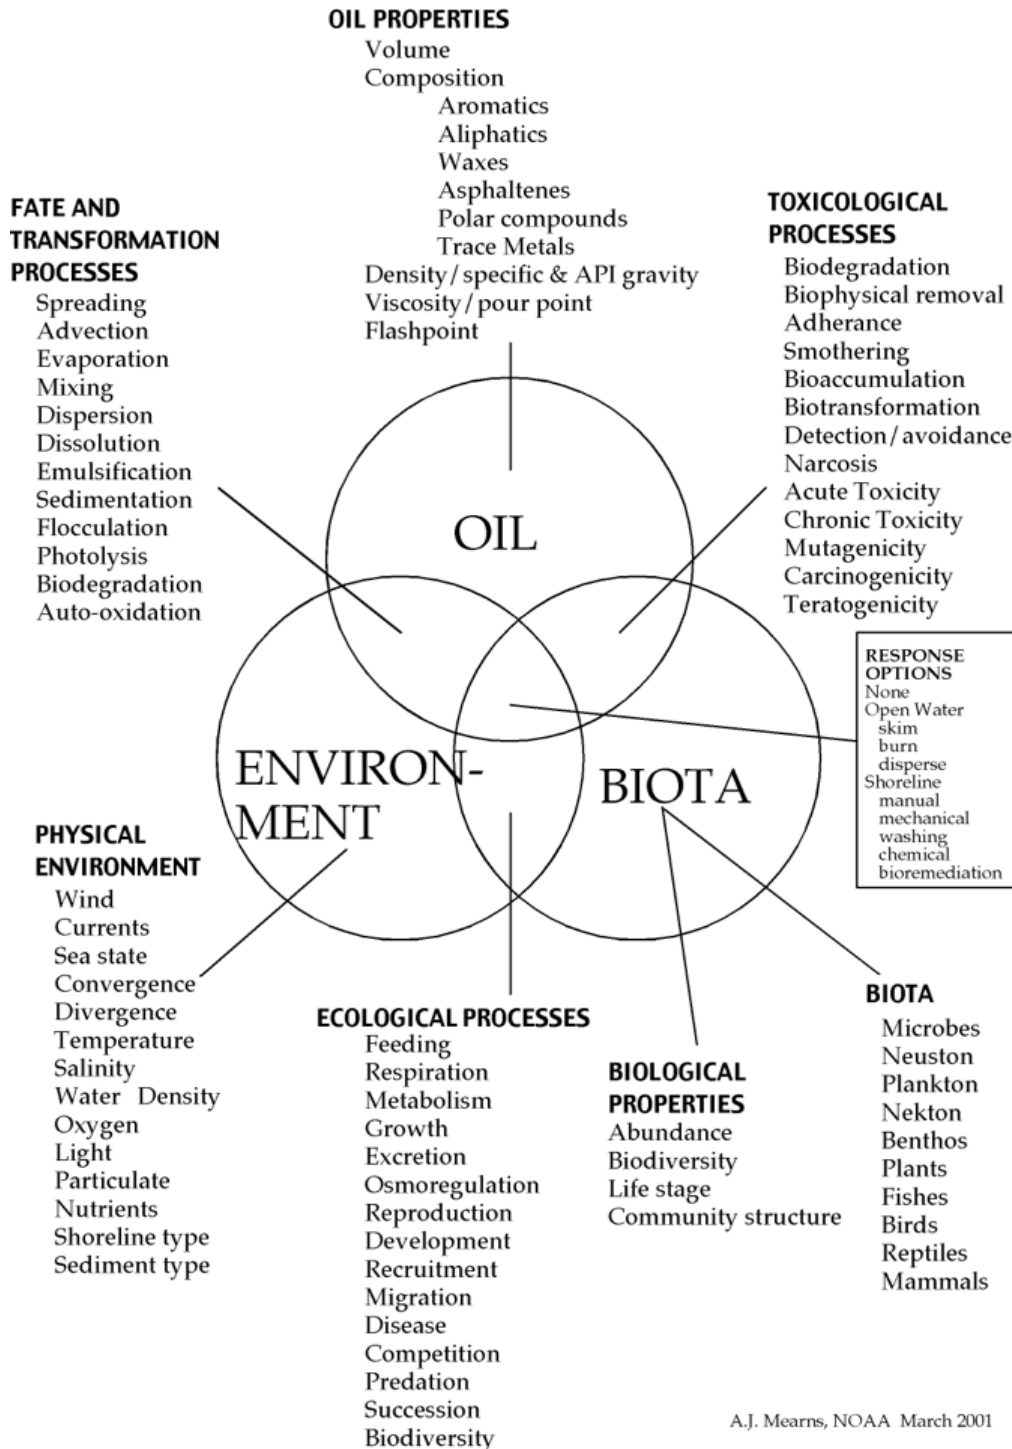 OIL PROPERTIES
Volume
Composition
Aromatics
Aliphatics
Waxes
Asphaltenes
Polar compounds
Trace Metals
Density/specific & API gravity
Viscosity/pour point
Flashpoint
FATE AND
TRANSFORMATION
PROCESSES
Spreading
Advection
Evaporation
Mixing
Dispersion
Dissolution
Emulsification
Sedimentation
Flocculation
Photolysis
Biodegradation
Auto-oxidation
TOXICOLOGICAL
PROCESSES
Biodegradation
Biophysical removal
Adherance
Smothering
Bioaccumulation
Biotransformation
Detection/avoidance
Narcosis
Acute Toxicity
Chronic Toxicity
Mutagenicity
Carcinogenicity
Teratogenicity
OIL
ENVIRON-
MENT
BIOTA
RESPONSE
OPTIONS
None
Open Water
skim
burn
disperse
Shoreline
manual
mechanical
washing
chemical
bioremediation
PHYSICAL
ENVIRONMENT
Wind
Currents
Sea state
Convergence
Divergence
Temperature
Salinity
Water Density
Oxygen
Light
Particulate
Nutrients
Shoreline type
Sediment type
ECOLOGICAL PROCESSES
Feeding
Respiration
Metabolism
Growth
Excretion
Osmoregulation
Reproduction
Development
Recruitment
Migration
Disease
Competition
Predation
Succession
Biodiversity
BIOLOGICAL
PROPERTIES
Abundance
Biodiversity
Life stage
Community structure
BIOTA
Microbes
Neuston
Plankton
Nekton
Benthos
Plants
Fishes
Birds
Reptiles
Mammals
A.J. Mearns, NOAA March 2001